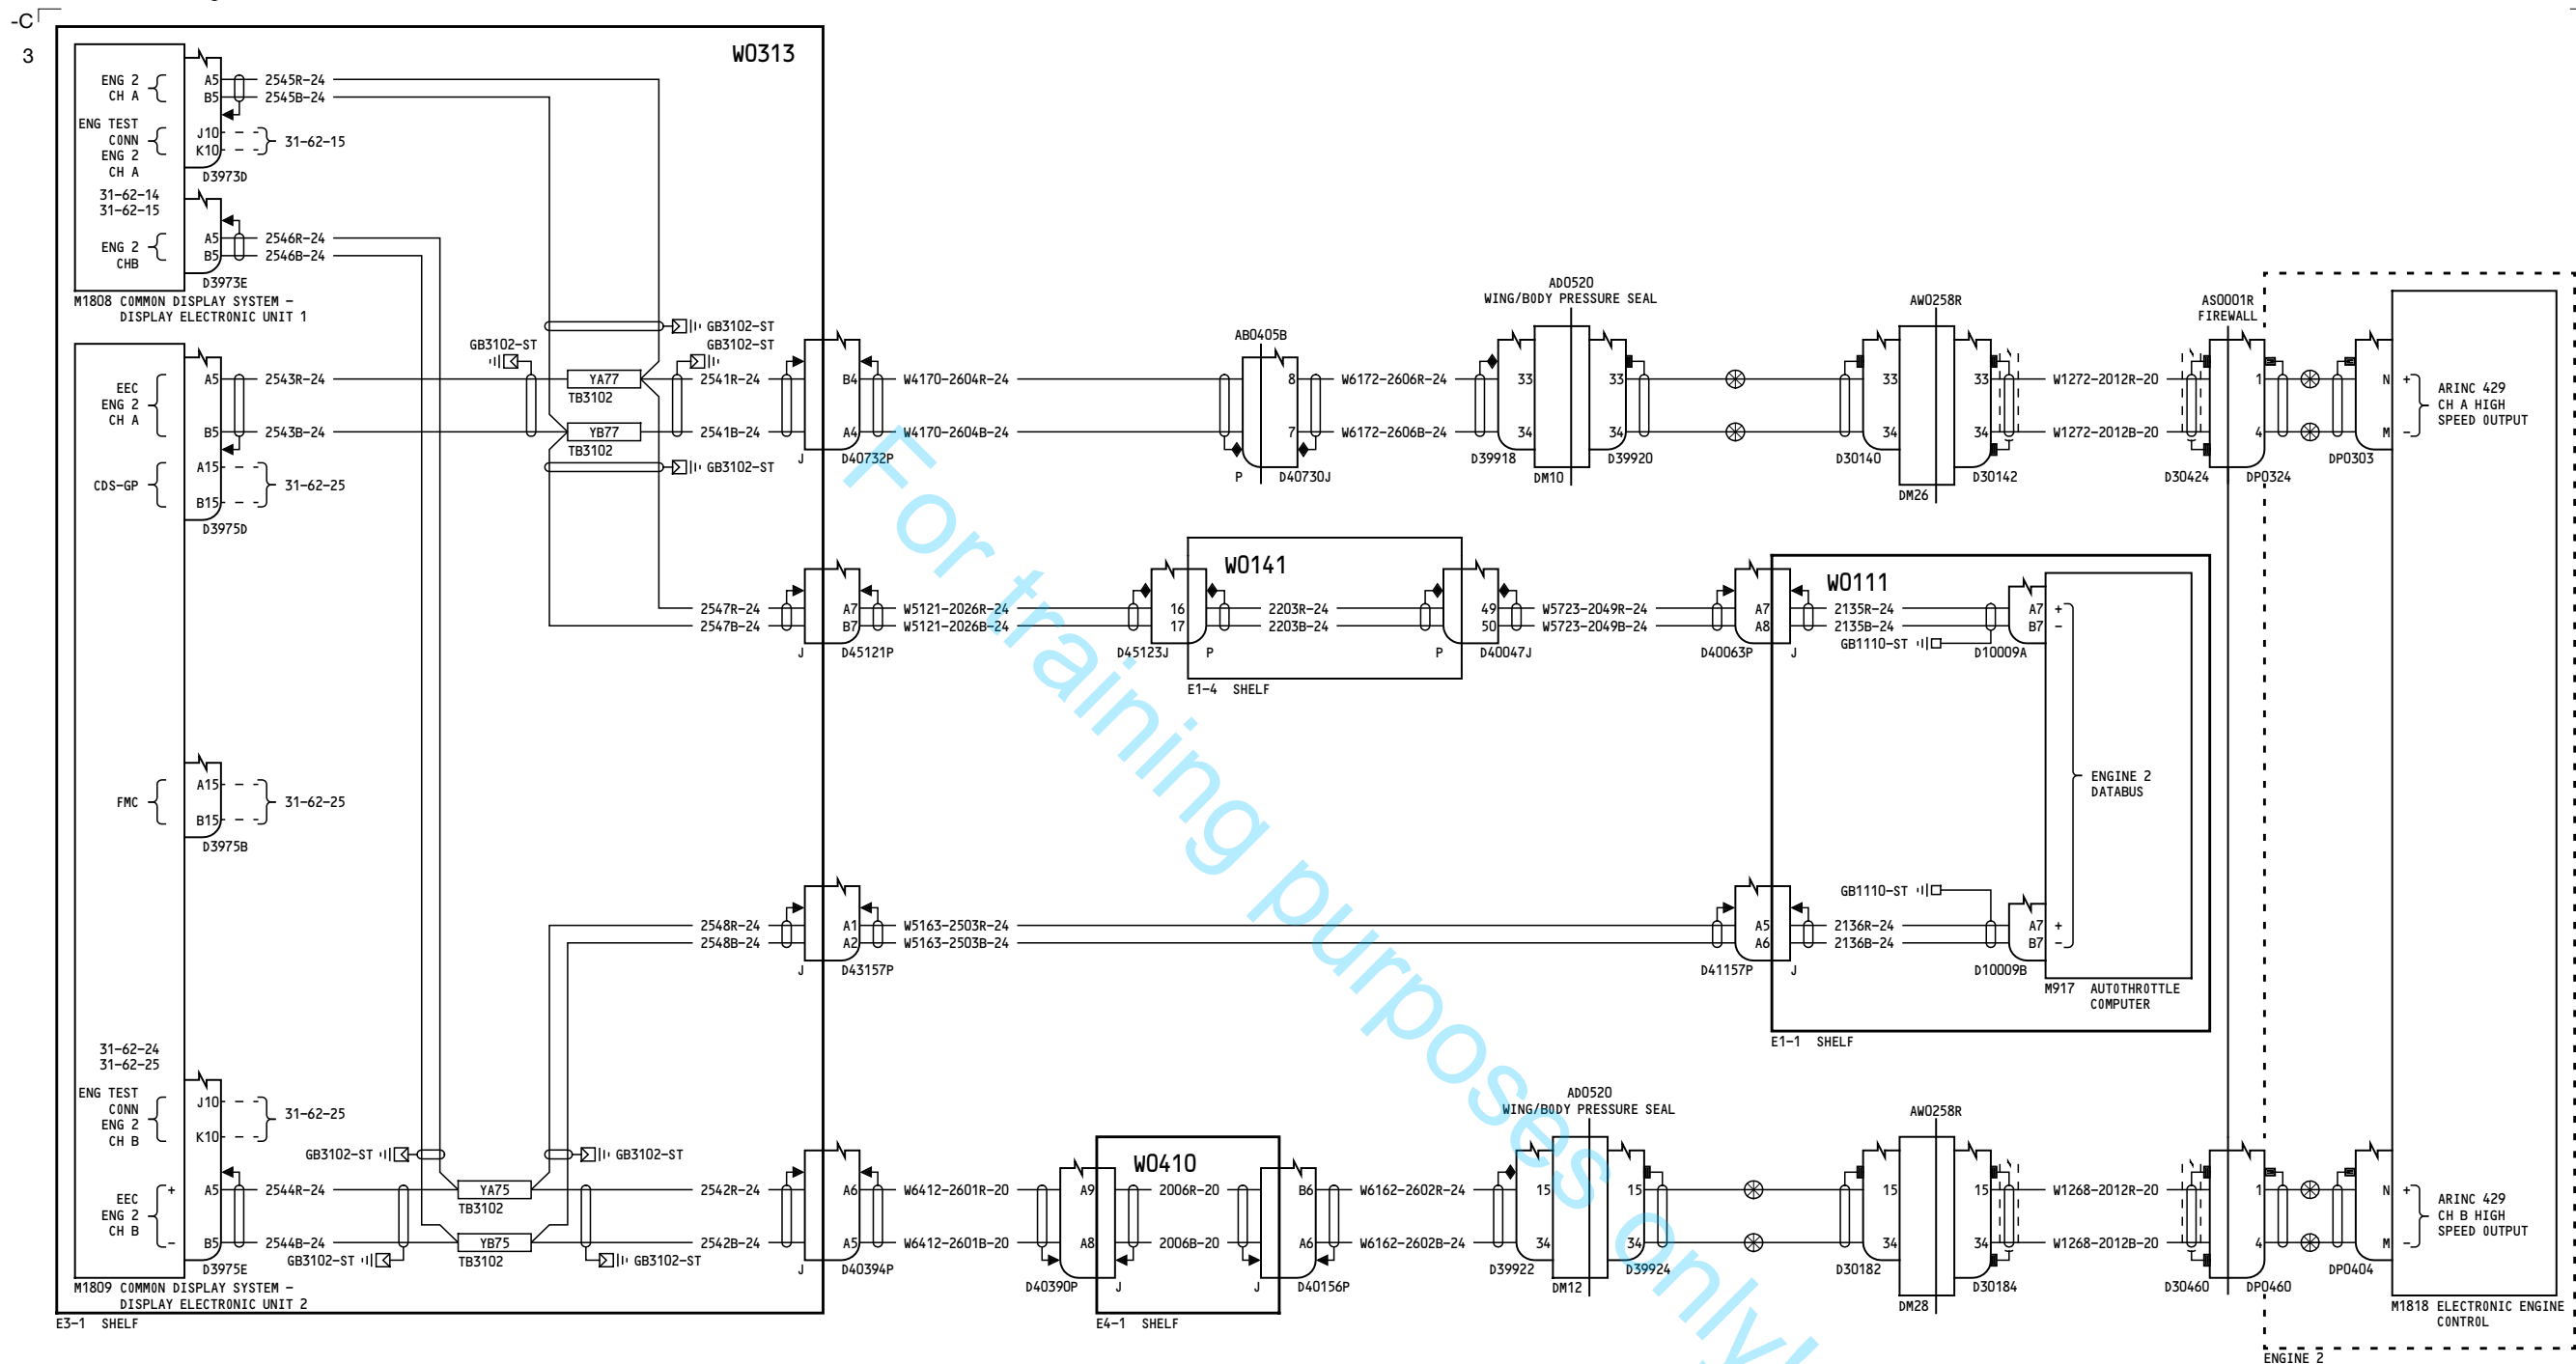 -C
3
W0313
ENG 2
CH A
A5
B5
2545R-24
2545B-24
ENG TEST
CONN
ENG 2
CH A
J10
K10
31-62-15
D3973D
31-62-14
31-62-15
ENG 2
CHB
A5
B5
2546R-24
2546B-24
D3973E
M1808 COMMON DISPLAY SYSTEM -
DISPLAY ELECTRONIC UNIT 1
EEC
ENG 2
CH A
A5
B5
2543R-24
2543B-24
CDS-GP
A15
B15
31-62-25
D3975D
GB3102-ST
GB3102-ST
GB3102-ST
YA77
TB3102
YB77
TB3102
GB3102-ST
2541R-24
2541B-24
B4
A4
J
D40732P
W4170-2604R-24
W4170-2604B-24
AB0405B
8
7
P
D40730J
W6172-2606R-24
W6172-2606B-24
AD0520
WING/BODY PRESSURE SEAL
33
34
D39918
DM10
33
34
D39920
AW0258R
33
34
D30140
DM26
33
34
D30142
W1272-2012R-20
W1272-2012B-20
AS0001R
FIREWALL
1
4
D30424
DP0324
DP0303
N +
M -
ARINC 429
CH A HIGH
SPEED OUTPUT
2547R-24
2547B-24
A7
B7
J
D45121P
W5121-2026R-24
W5121-2026B-24
16
17
D45123J
P
W0141
2203R-24
2203B-24
E1-4 SHELF
49
50
P
D40047J
W5723-2049R-24
W5723-2049B-24
A7
A8
D40063P
J
W0111
2135R-24
2135B-24
GB1110-ST
A7 +
B7 -
D10009A
ENGINE 2
DATABUS
FMC
A15
B15
31-62-25
D3975B
2548R-24
2548B-24
A1
A2
J
D43157P
W5163-2503R-24
W5163-2503B-24
A5
A6
D41157P
J
GB1110-ST
2136R-24
2136B-24
A7 +
B7 -
D10009B
M917 AUTOTHROTTLE
COMPUTER
E1-1 SHELF
31-62-24
31-62-25
ENG TEST
CONN
ENG 2
CH B
J10
K10
31-62-25
EEC
ENG 2
CH B
+ A5
- B5
2544R-24
2544B-24
D3975E
M1809 COMMON DISPLAY SYSTEM -
DISPLAY ELECTRONIC UNIT 2
E3-1 SHELF
GB3102-ST
GB3102-ST
GB3102-ST
GB3102-ST
YA75
TB3102
YB75
TB3102
2542R-24
2542B-24
A6
A5
J
D40394P
W6412-2601R-20
W6412-2601B-20
A9
A8
D40390P
J
W0410
2006R-20
2006B-20
E4-1 SHELF
B6
A6
J
D40156P
W6162-2602R-24
W6162-2602B-24
AD0520
WING/BODY PRESSURE SEAL
15
34
D39922
DM12
15
34
D39924
AW0258R
15
34
D30182
DM28
15
34
D30184
W1268-2012R-20
W1268-2012B-20
1
4
D30460
DP0460
DP0404
N +
M -
ARINC 429
CH B HIGH
SPEED OUTPUT
M1818 ELECTRONIC ENGINE
CONTROL
ENGINE 2
For training purposes only!